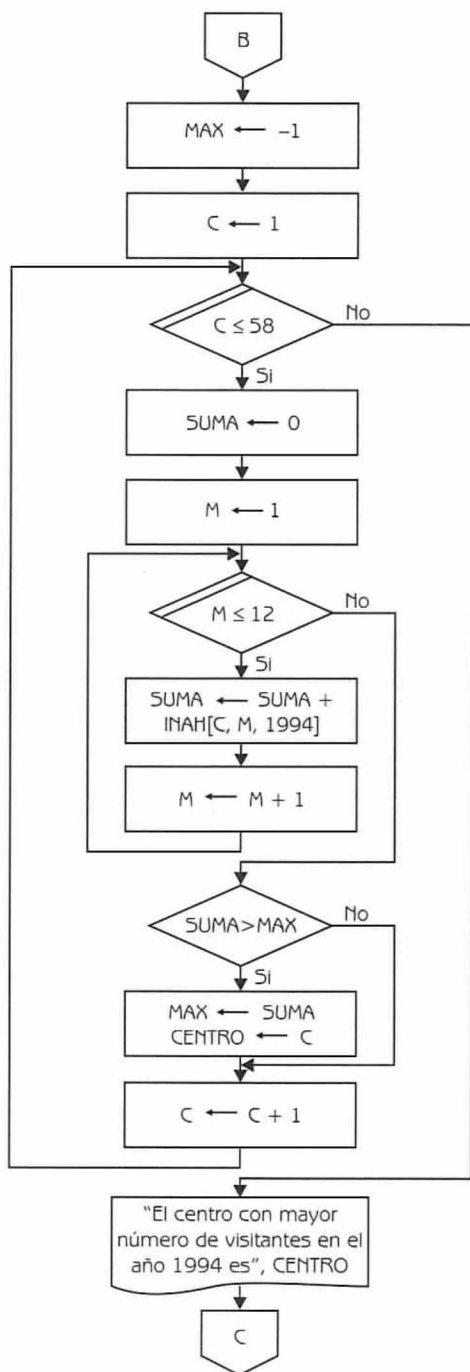 B
MAX ← –1
C ← 1
C ≤ 58
No
Si
SUMA ← 0
M ← 1
M ≤ 12
No
Si
SUMA ← SUMA +
INAH[C, M, 1994]
M ← M + 1
SUMA>MAX
No
Si
MAX ← SUMA
CENTRO ← C
C ← C + 1
“El centro con mayor
número de visitantes en el
año 1994 es”, CENTRO
C